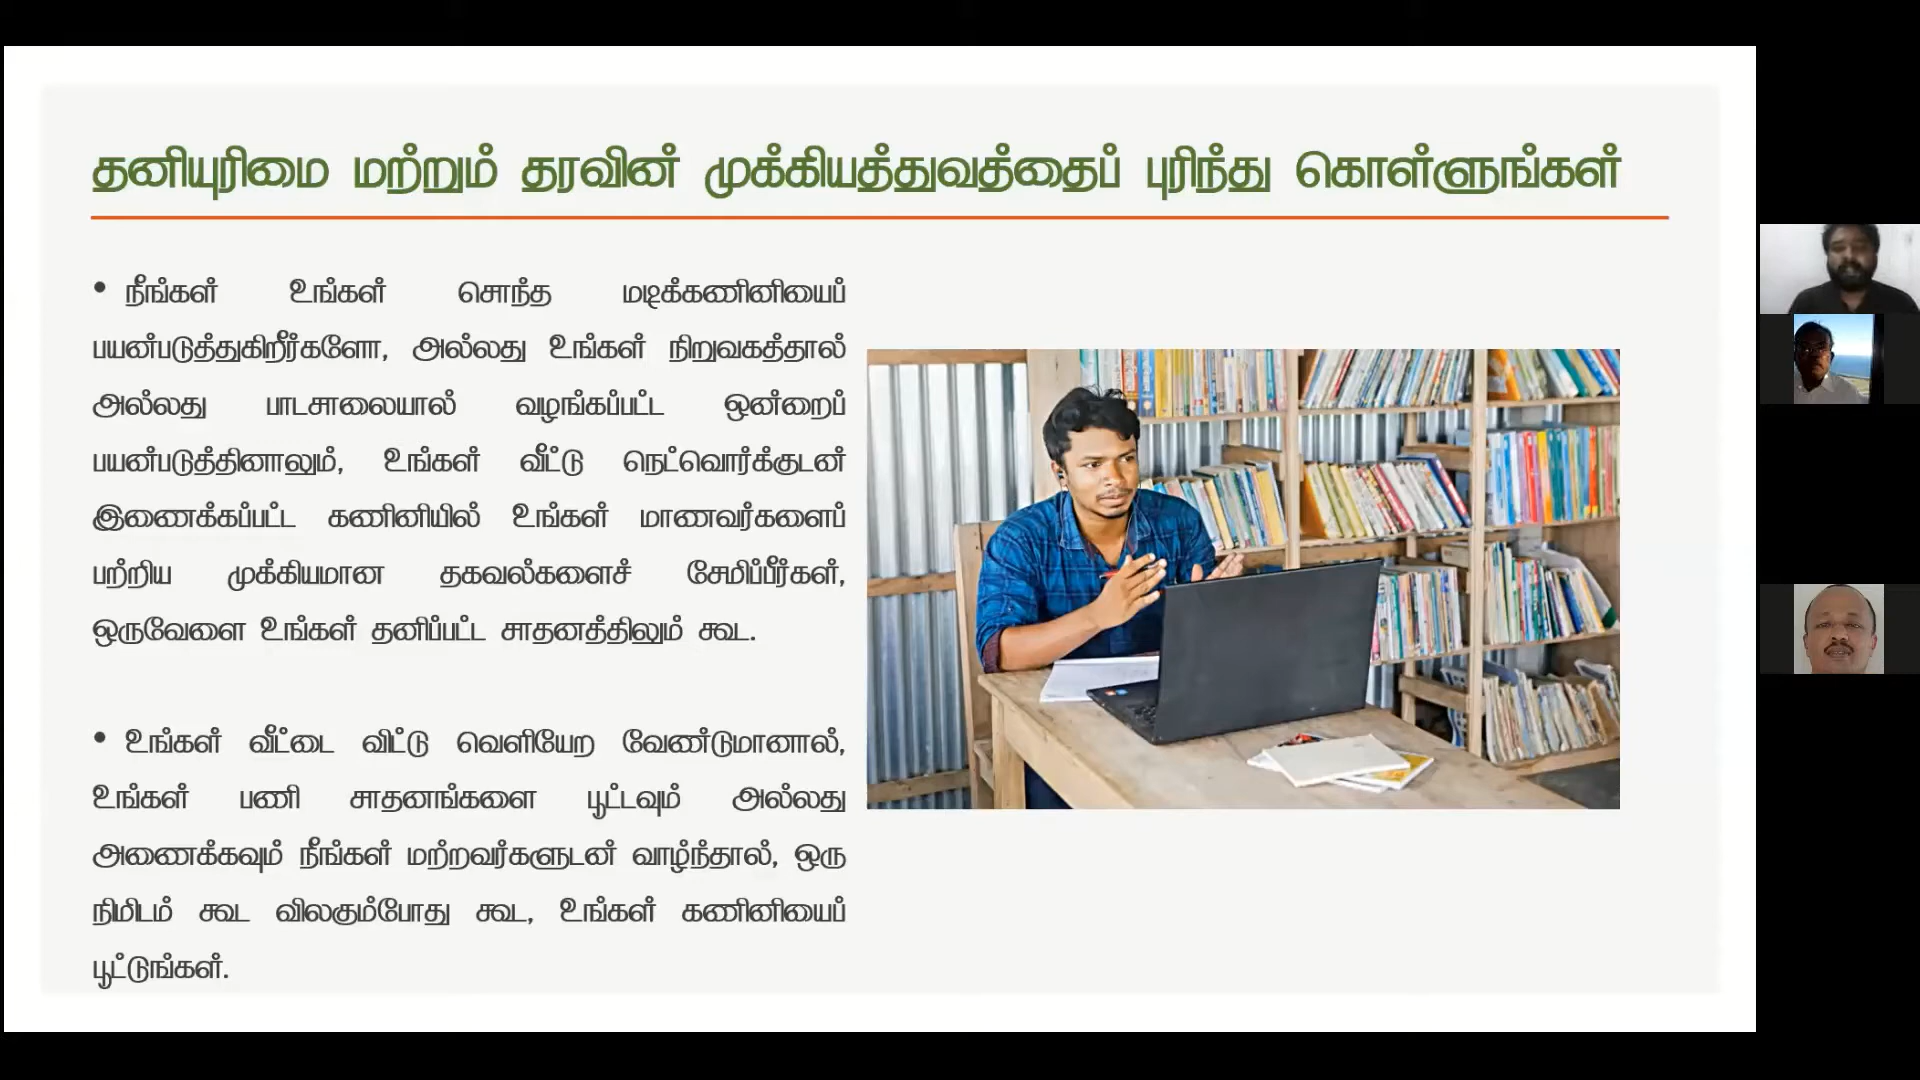 தனியுரிமை மற்றும் தரவின் முக்கியத்துவத்தைப் புரிந்து கொள்ளுங்கள்
• நீங்கள் உங்கள் சொந்த மடிக்கணினியைப்
பயன்படுத்துகிறீர்களோ, அல்லது உங்கள் நிறுவகத்தால்
அல்லது பாடசாலையால் வழங்கப்பட்ட ஒன்றைப்
பயன்படுத்தினாலும், உங்கள் வீட்டு நெட்வொர்க்குடன்
இணைக்கப்பட்ட கணினியில் உங்கள் மாணவர்களைப்
பற்றிய முக்கியமான தகவல்களைச் சேமிப்பீர்கள்,
ஒருவேளை உங்கள் தனிப்பட்ட சாதனத்திலும் கூட.
• உங்கள் வீட்டை விட்டு வெளியேற வேண்டுமானால்,
உங்கள் பணி சாதனங்களை பூட்டவும் அல்லது
அணைக்கவும் நீங்கள் மற்றவர்களுடன் வாழ்ந்தால், ஒரு
நிமிடம் கூட விலகும்போது கூட, உங்கள் கணினியைப்
பூட்டுங்கள்.